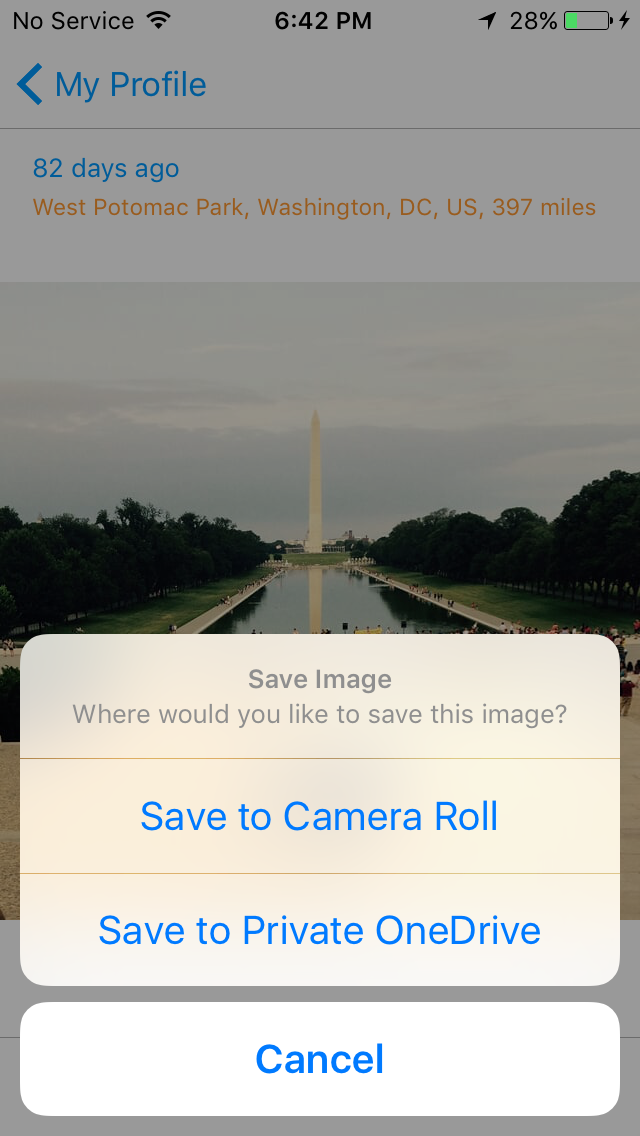 No Service 6:42 PM 28%
My Profile
82 days ago
West Potomac Park, Washington, DC, US, 397 miles
Save Image
Where would you like to save this image?
Save to Camera Roll
Save to Private OneDrive
Cancel